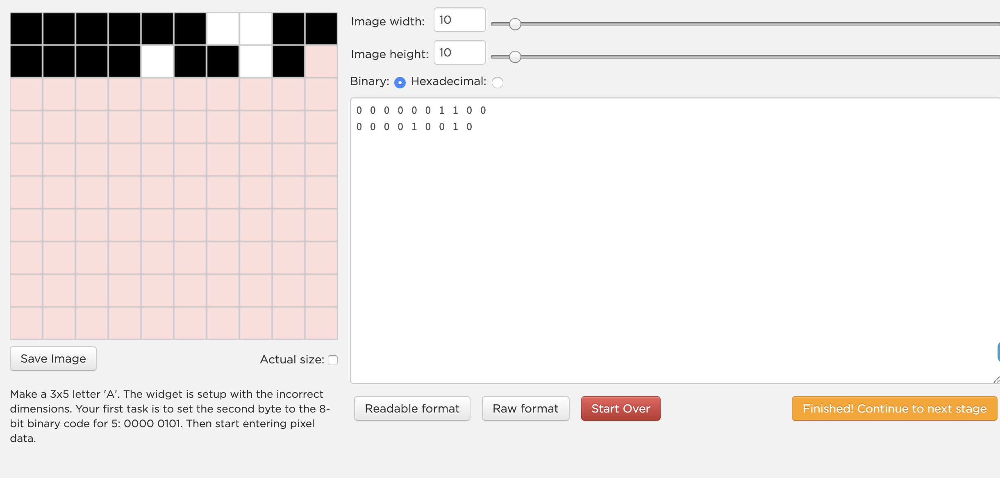 Image width: 10
Image height: 10
Binary: Hexadecimal:
0 0 0 0 0 0 1 1 0 0
0 0 0 0 1 0 0 1 0
Save Image
Actual size:
Make a 3x5 letter 'A'. The widget is setup with the incorrect
dimensions. Your first task is to set the second byte to the 8-
bit binary code for 5: 0000 0101. Then start entering pixel
data.
Readable format
Raw format
Start Over
Finished! Continue to next stage